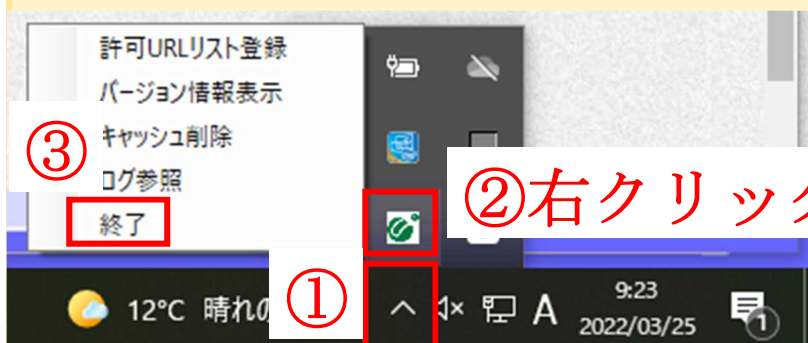 許可URLリスト登録
バージョン情報表示
③
キャッシュ削除
ログ参照
終了
②右クリック
①
12°C 晴れの
A
9:23
2022/03/25
1